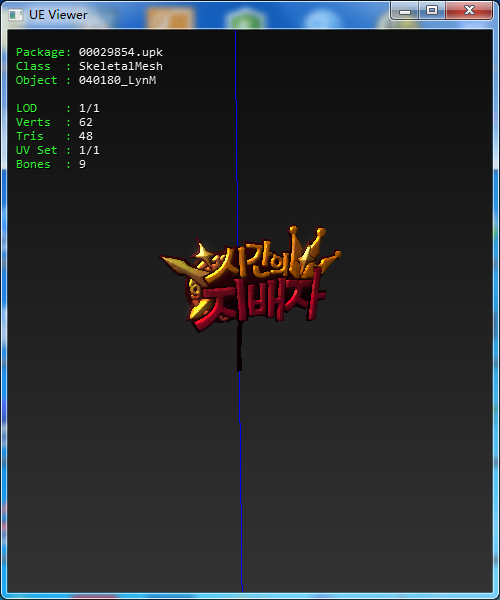 UE Viewer
Package: 00029854.upk
Class : SkeletalMesh
Object : 040180_LynM
LOD : 1/1
Verts : 62
Tris : 48
UV Set : 1/1
Bones : 9
시간의
지배자